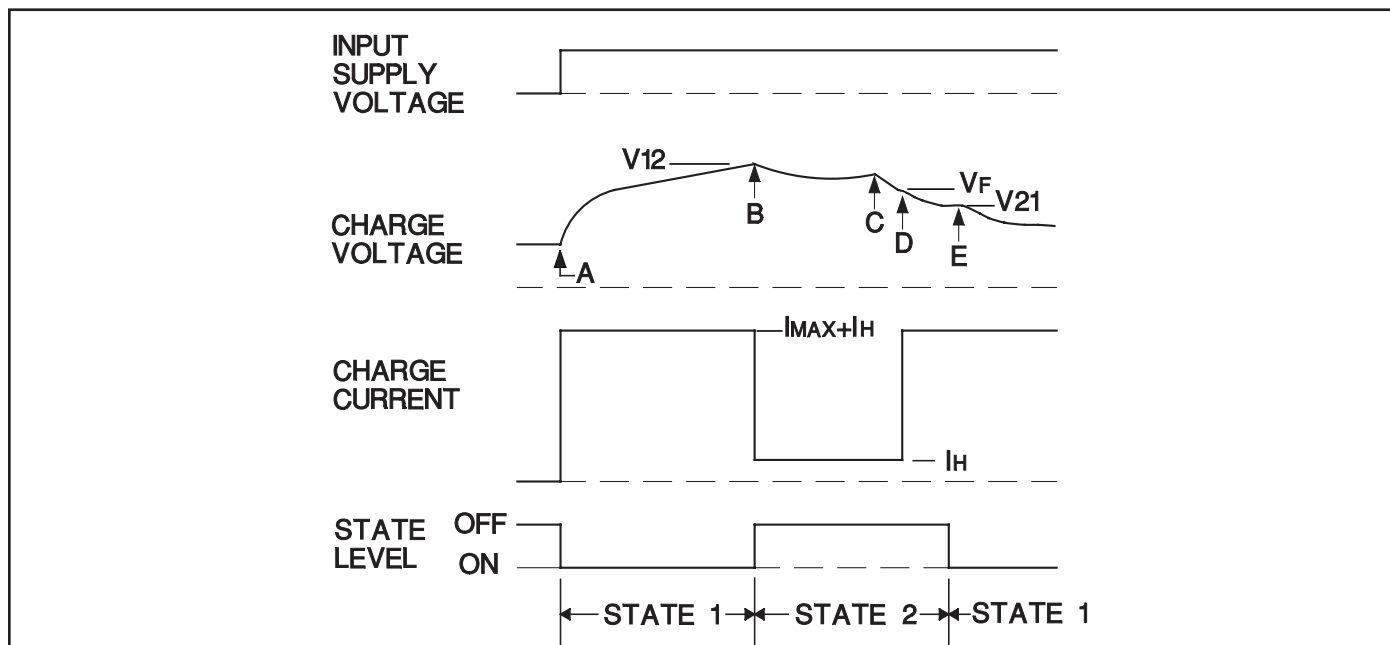 INPUT
SUPPLY
VOLTAGE
V12
VF
V21
B
C
D
E
CHARGE
VOLTAGE
A
IMAX+IH
CHARGE
CURRENT
IH
STATE
LEVEL
OFF
ON
STATE 1
STATE 2
STATE 1